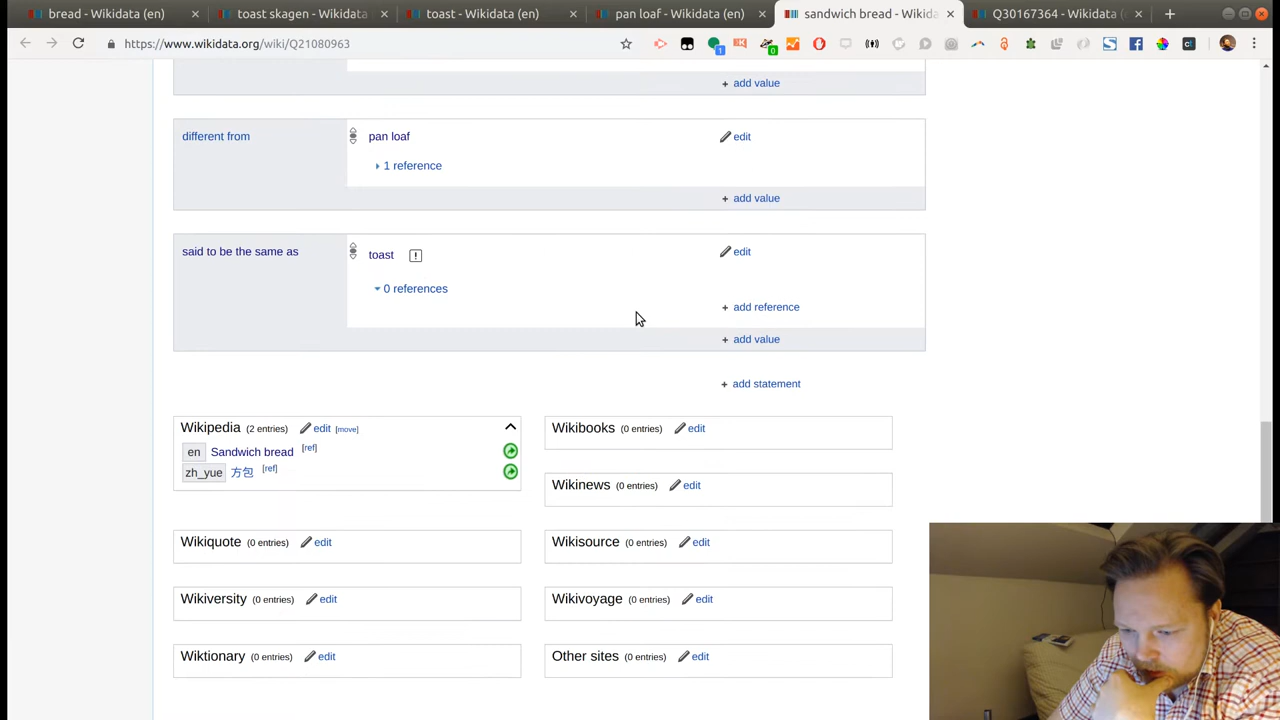 bread - Wikidata (en)
toast skagen - Wikidata
toast - Wikidata (en)
pan loaf - Wikidata (en)
sandwich bread - Wikidata
Q30167364 - Wikidata (
https://www.wikidata.org/wiki/Q21080963
1
0
+ add value
different from
pan loaf
edit
1 reference
+ add value
said to be the same as
toast
!
edit
0 references
+ add reference
+ add value
+ add statement
Wikipedia (2 entries) edit [move]
en Sandwich bread [ref]
zh_yue 方包 [ref]
Wikibooks (0 entries) edit
Wikinews (0 entries) edit
Wikiquote (0 entries) edit
Wikisource (0 entries) edit
Wikiversity (0 entries) edit
Wikivoyage (0 entries) edit
Wiktionary (0 entries) edit
Other sites (0 entries) edit